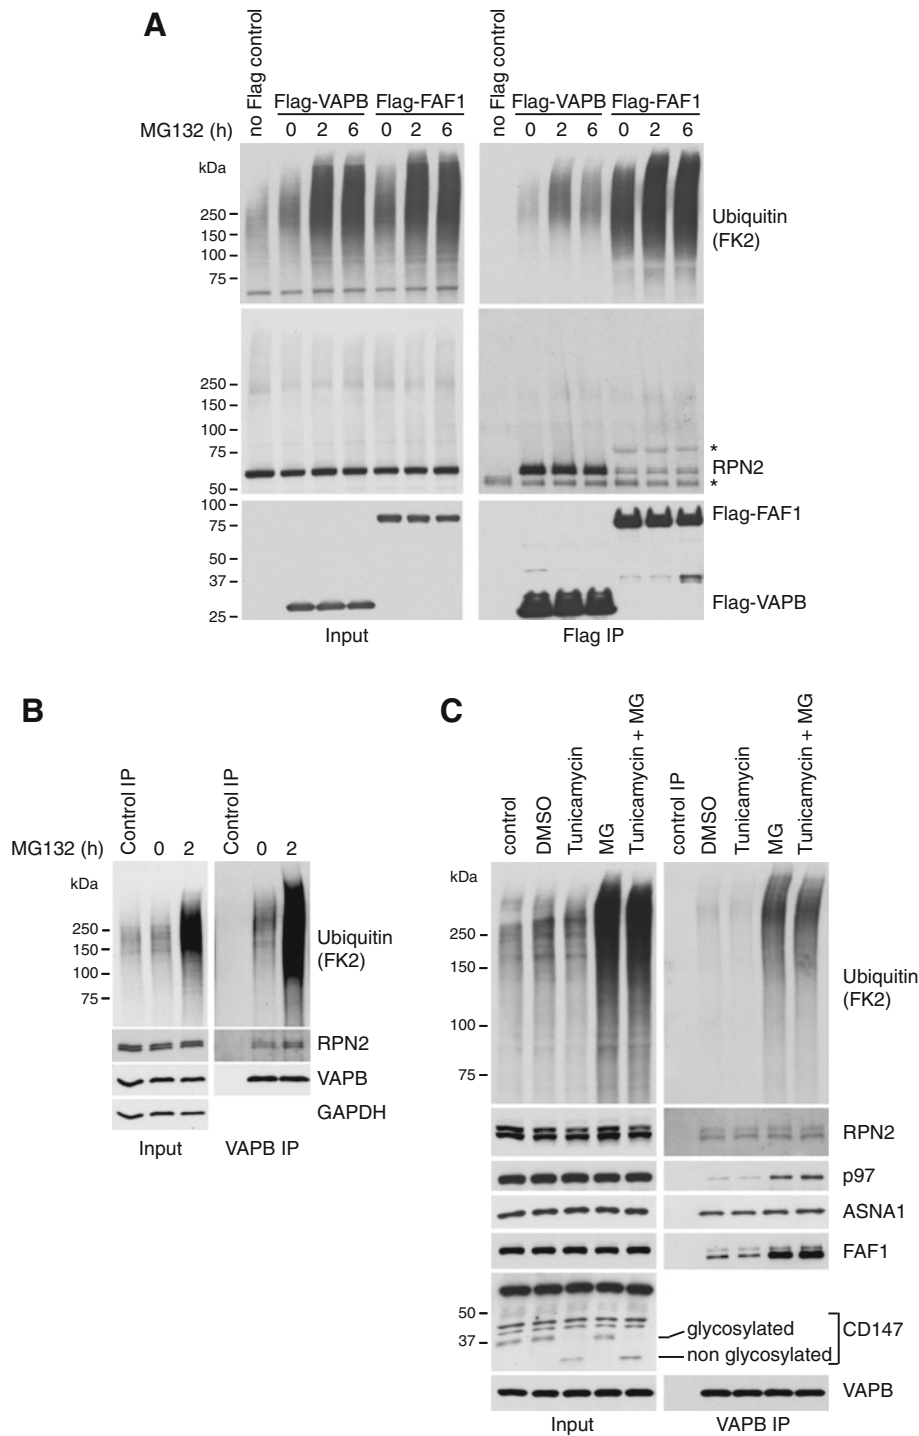 A
no Flag control
Flag-VAPB
Flag-FAF1
no Flag control
Flag-VAPB
Flag-FAF1
MG132 (h)
0 2 6 0 2 6
0 2 6 0 2 6
kDa
250
150
100
75
Ubiquitin
(FK2)
250
150
100
75
50
*
RPN2
*
100
75
50
37
25
Flag-FAF1
Flag-VAPB
Input
Flag IP
B
MG132 (h)
Control IP
0 2
Control IP
0 2
kDa
250
150
100
75
Ubiquitin
(FK2)
RPN2
VAPB
GAPDH
Input
VAPB IP
C
control
DMSO
Tunicamycin
MG
Tunicamycin + MG
control IP
DMSO
Tunicamycin
MG
Tunicamycin + MG
kDa
250
150
100
75
Ubiquitin
(FK2)
RPN2
p97
ASNA1
FAF1
50
37
glycosylated
non glycosylated
CD147
VAPB
Input
VAPB IP